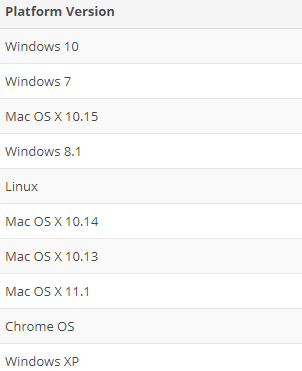 Platform Version
Windows 10
Windows 7
Mac OS X 10.15
Windows 8.1
Linux
Mac OS X 10.14
Mac OS X 10.13
Mac OS X 11.1
Chrome OS
Windows XP